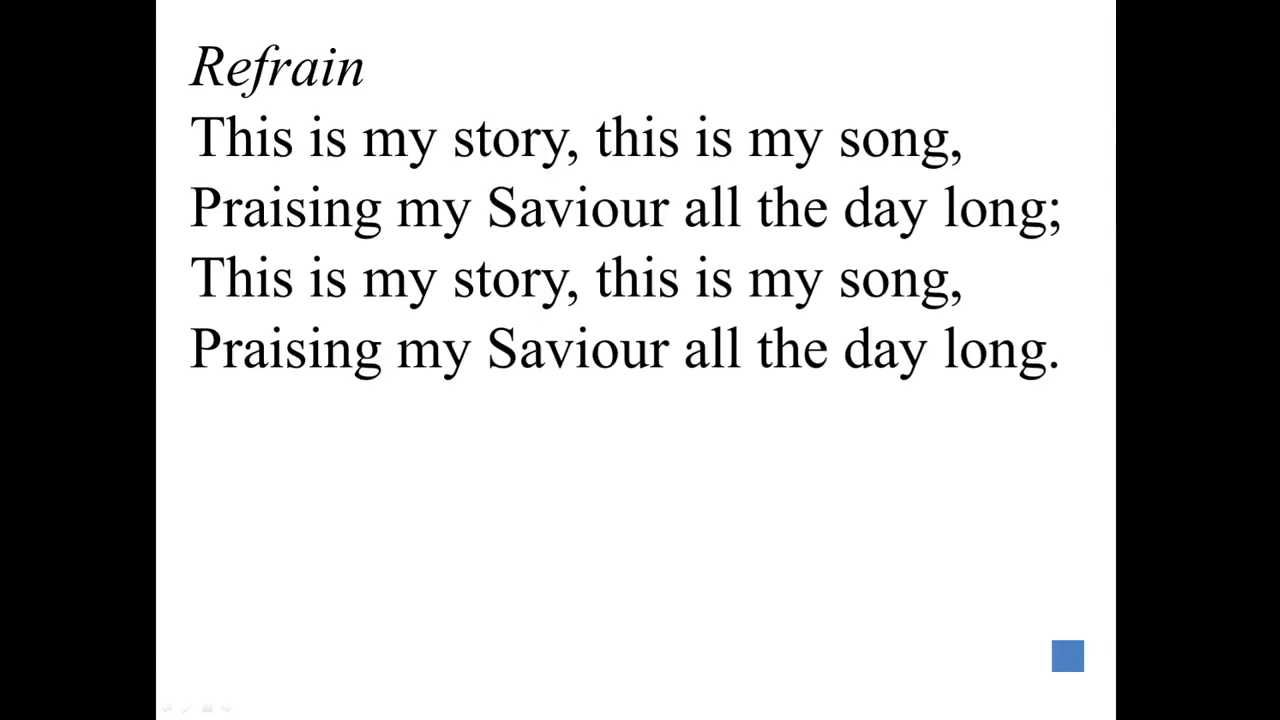 Refrain
This is my story, this is my song,
Praising my Saviour all the day long;
This is my story, this is my song,
Praising my Saviour all the day long.